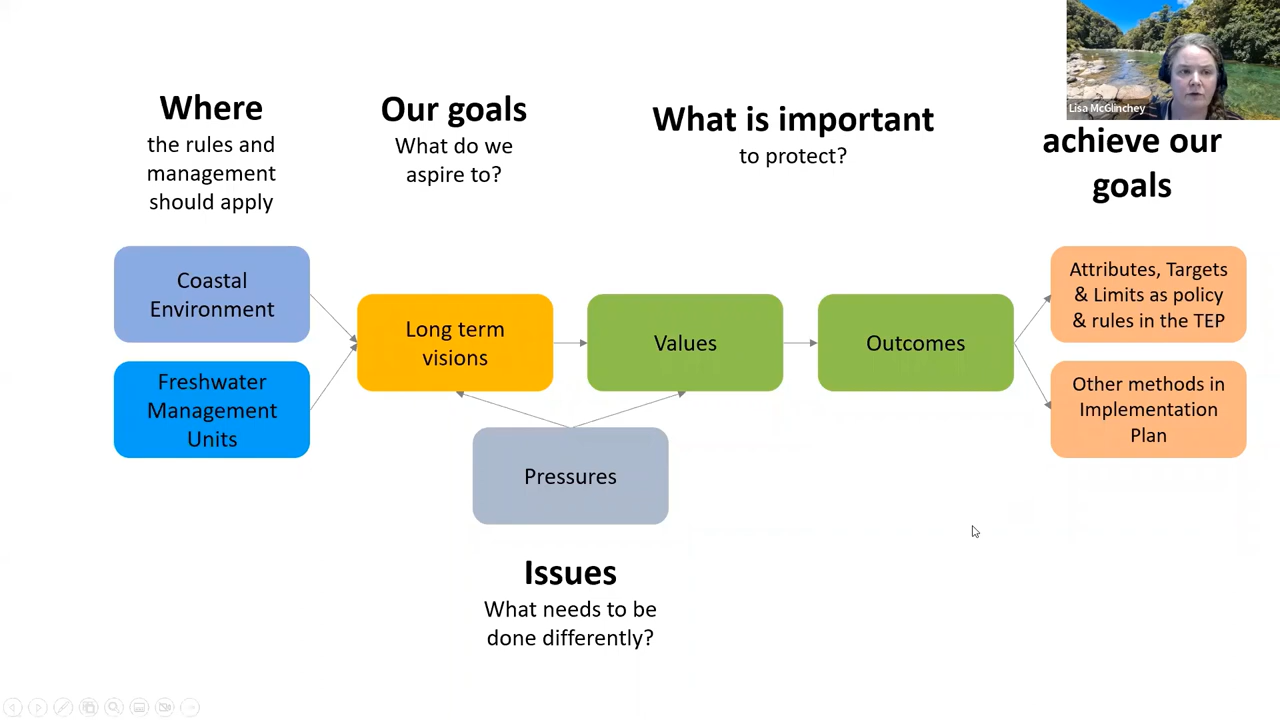 Where
the rules and
management
should apply
Our goals
What do we
aspire to?
What is important
to protect?
Lisa McGlinchey
achieve our
goals
Coastal
Environment
Freshwater
Management
Units
Long term
visions
Values
Outcomes
Attributes, Targets
& Limits as policy
& rules in the TEP
Other methods in
Implementation
Plan
Pressures
Issues
What needs to be
done differently?